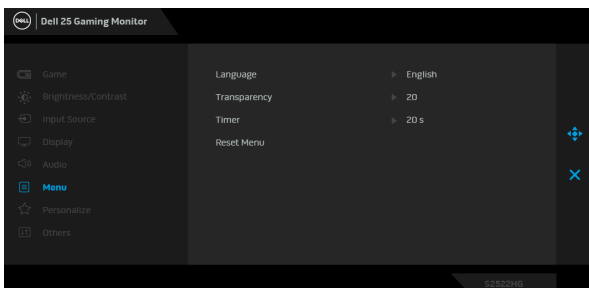 DELL
Dell 25 Gaming Monitor
Game
Brightness/Contrast
Input Source
Display
Audio
Menu
Personalize
Others
Language English
Transparency 20
Timer 20 s
Reset Menu
S2522HG